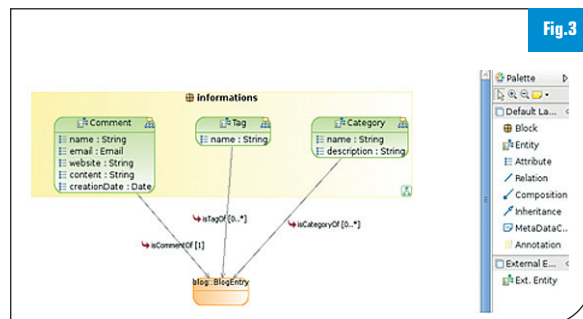 Fig.3
informations
Comment
name : String
email : Email
website : String
content : String
creationDate : Date
Tag
name : String
Category
name : String
description : String
isCommentOf [1]
isTagOf [0...*]
isCategoryOf [0...*]
blog::BlogEntry
Palette
Default La...
Block
Entity
Attribute
Relation
Composition
Inheritance
MetaDataC...
Annotation
External E...
Ext. Entity